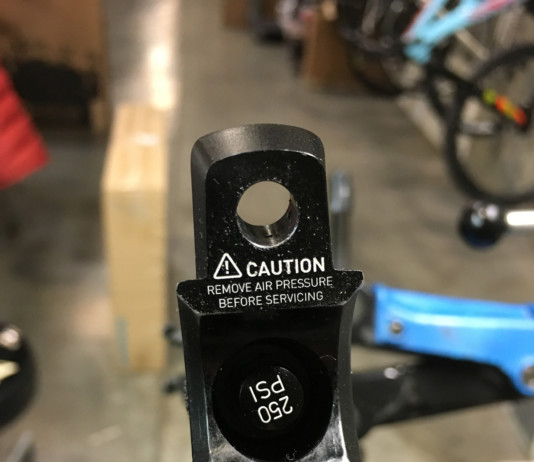 CAUTION
REMOVE AIR PRESSURE
BEFORE SERVICING
250
PSI